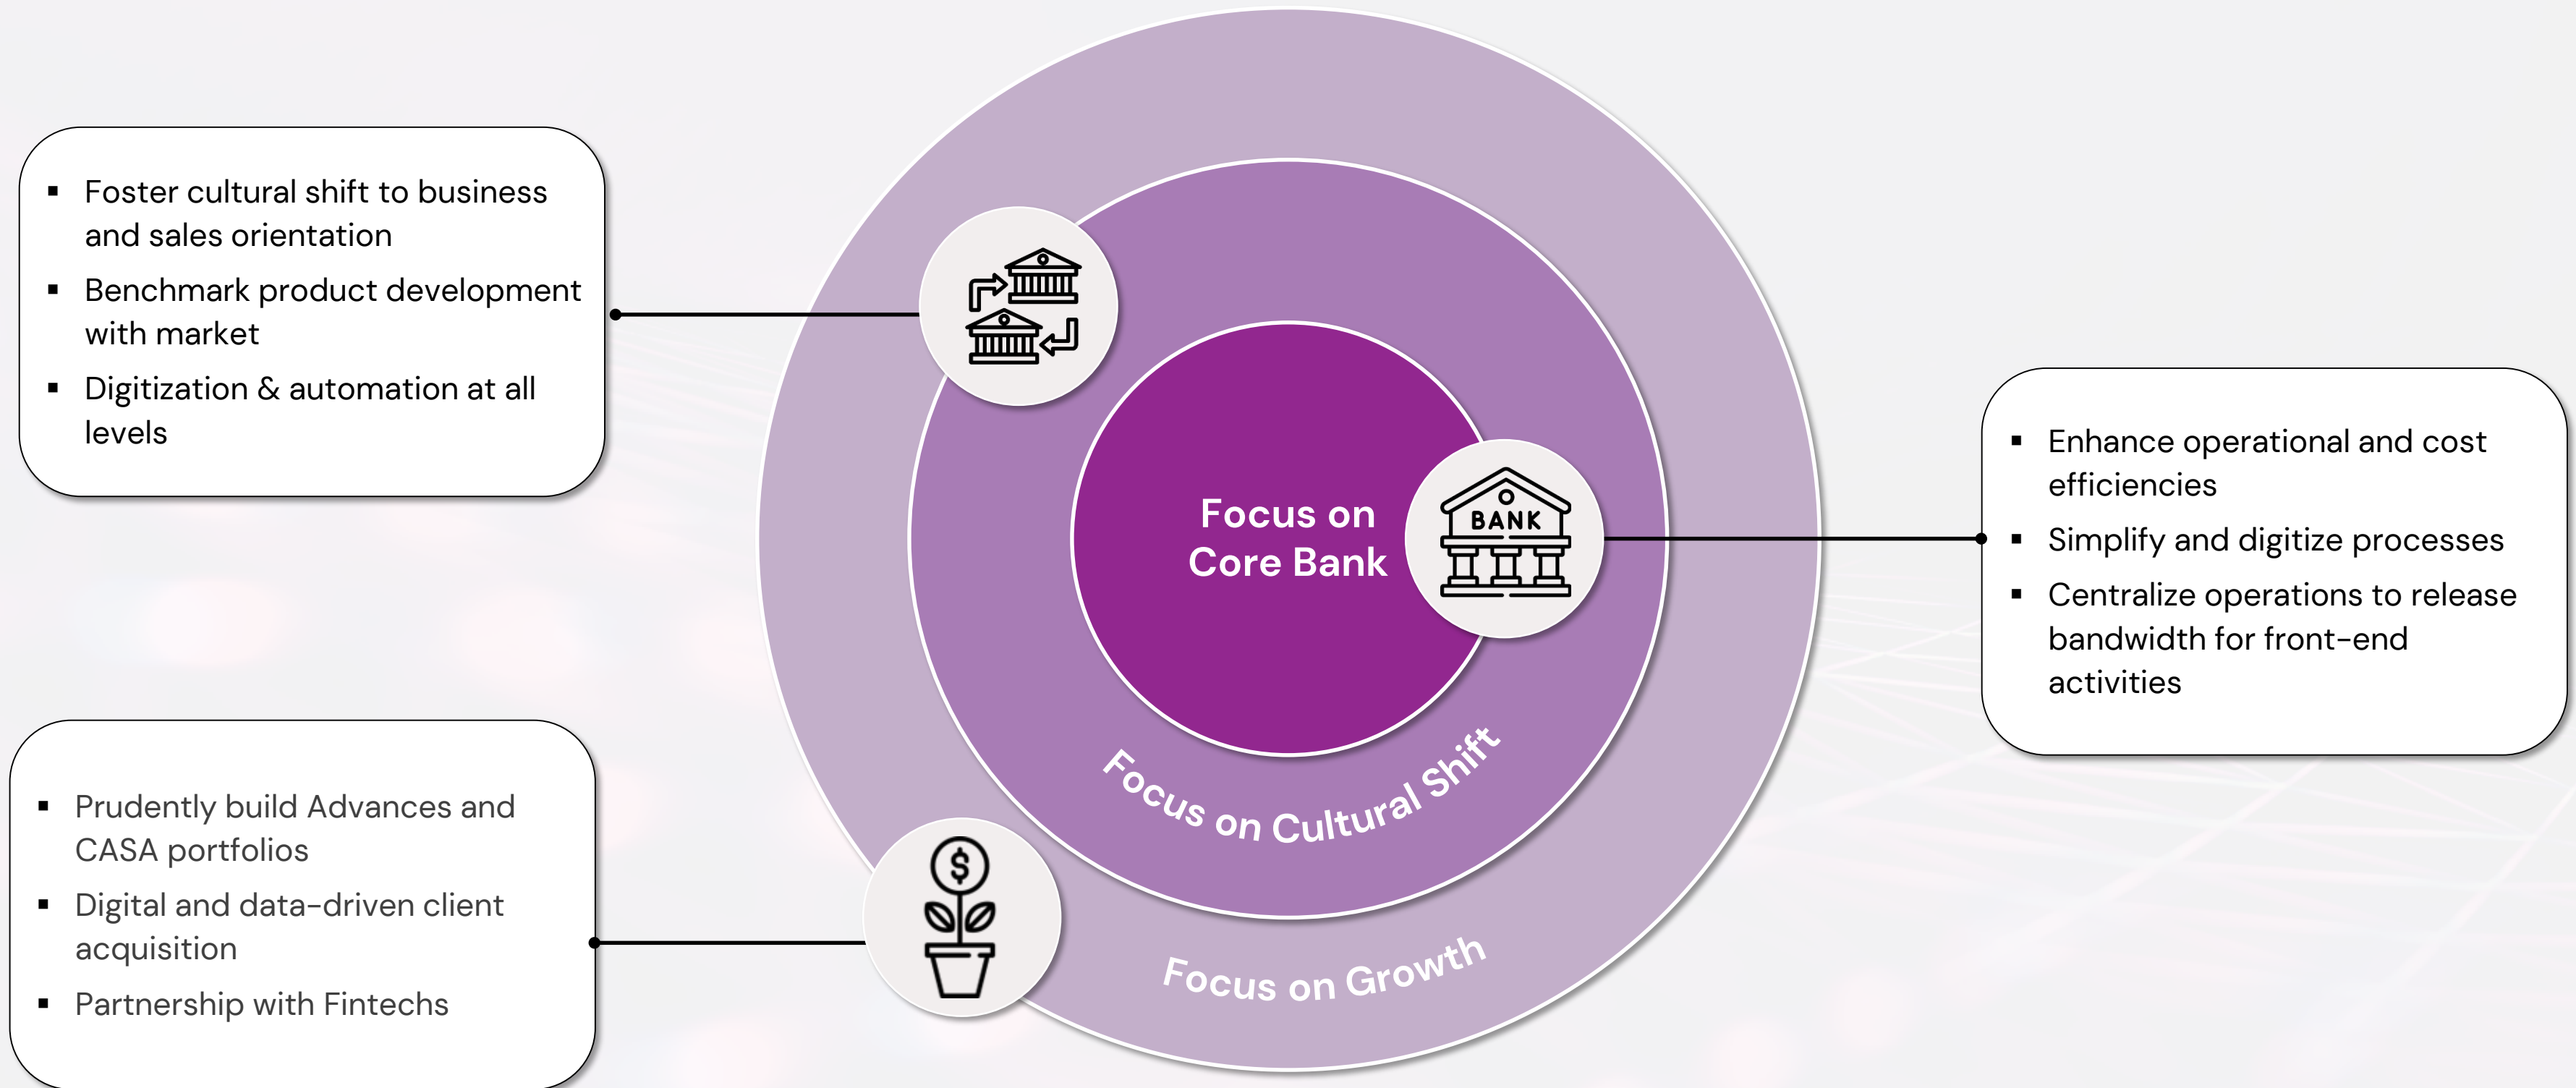 Foster cultural shift to business
and sales orientation
Benchmark product development
with market
Digitization & automation at all
levels
Prudently build Advances and
CASA portfolios
Digital and data-driven client
acquisition
Partnership with Fintechs
Focus on
Core Bank
BANK
$
Focus on Cultural Shift
Focus on Growth
Enhance operational and cost
efficiencies
Simplify and digitize processes
Centralize operations to release
bandwidth for front-end
activities